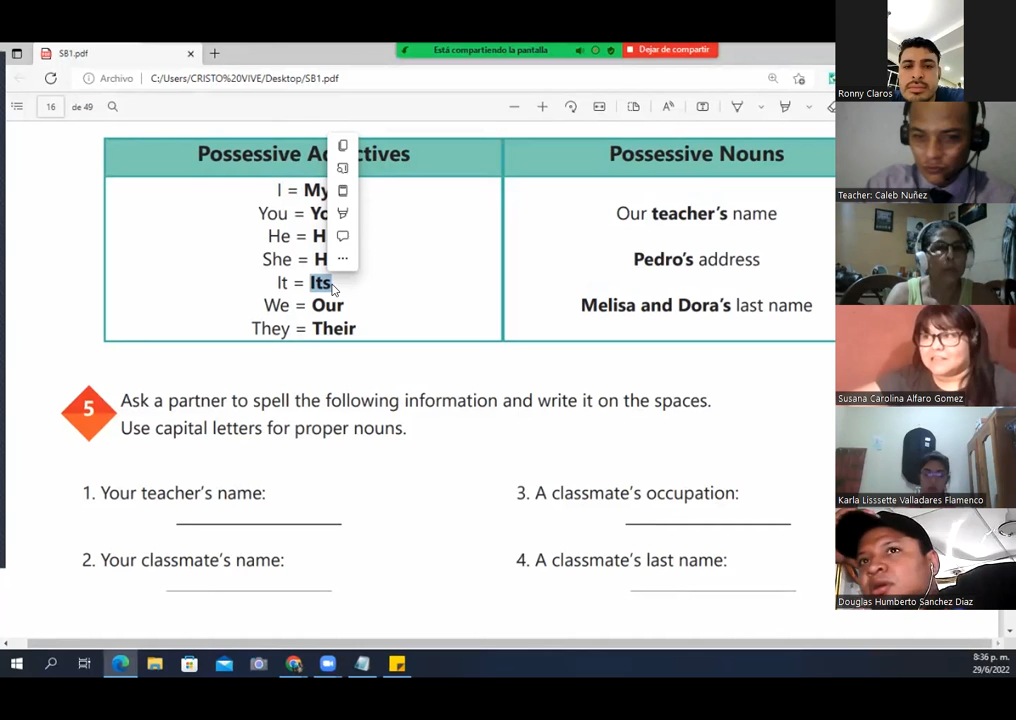 SB1.pdf
Está compartiendo la pantalla
Dejar de compartir
Archivo
C:/Users/CRISTO%20VIVE/Desktop/SB1.pdf
16 de 49
Possessive Ad ctives
Possessive Nouns
I = My
You = Yo
He = H
She = H
It = Its
We = Our
They = Their
Our teacher's name
Pedro's address
Melisa and Dora's last name
5
Ask a partner to spell the following information and write it on the spaces.
Use capital letters for proper nouns.
1. Your teacher's name:
3. A classmate's occupation:
2. Your classmate's name:
4. A classmate's last name:
Ronny Claros
Teacher: Caleb Nuñez
Susana Carolina Alfaro Gomez
Karla Lisssette Valladares Flamenco
Douglas Humberto Sanchez Diaz
8:36 p. m.
29/6/2022